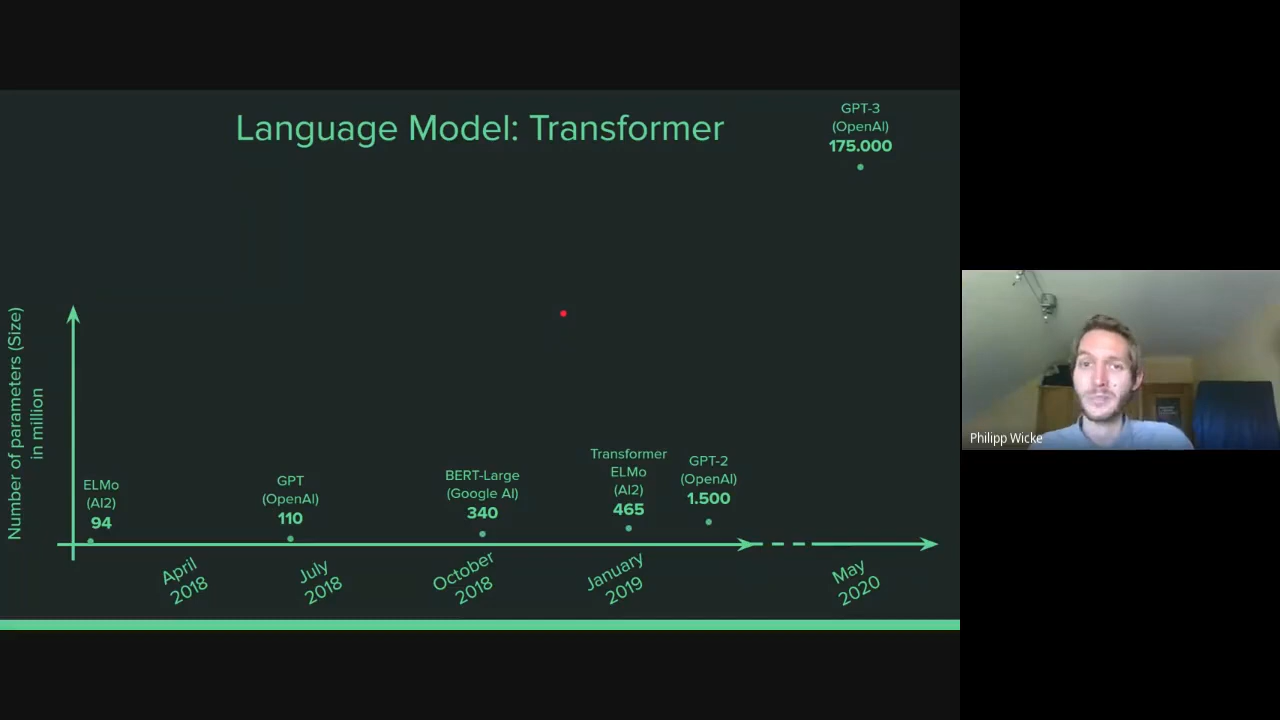 Language Model: Transformer
GPT-3
(OpenAI)
175.000
Number of parameters (Size)
in million
ELMo
(AI2)
94
GPT
(OpenAI)
110
BERT-Large
(Google AI)
340
Transformer
ELMo
(AI2)
465
GPT-2
(OpenAI)
1.500
April
2018
July
2018
October
2018
January
2019
May
2020
Philipp Wicke